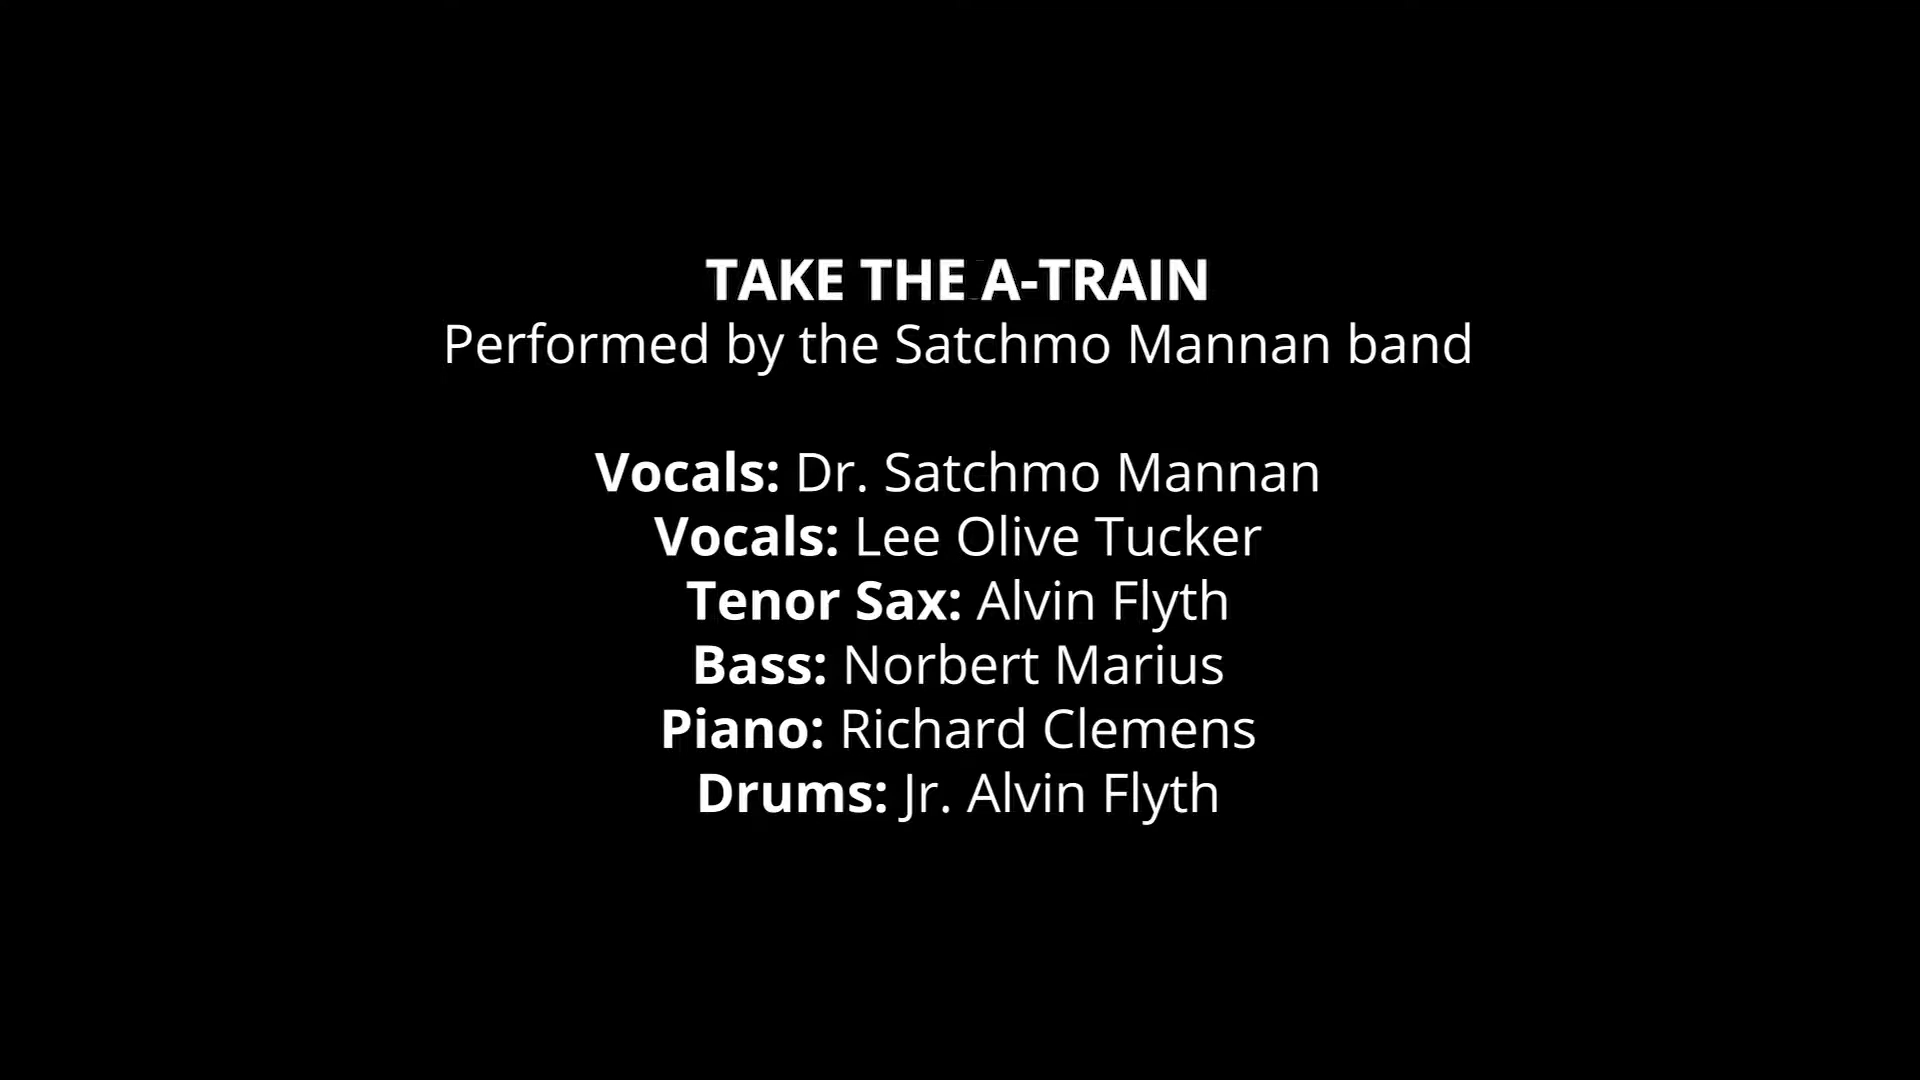 TAKE THE A-TRAIN
Performed by the Satchmo Mannan band
Vocals: Dr. Satchmo Mannan
Vocals: Lee Olive Tucker
Tenor Sax: Alvin Flyth
Bass: Norbert Marius
Piano: Richard Clemens
Drums: Jr. Alvin Flyth